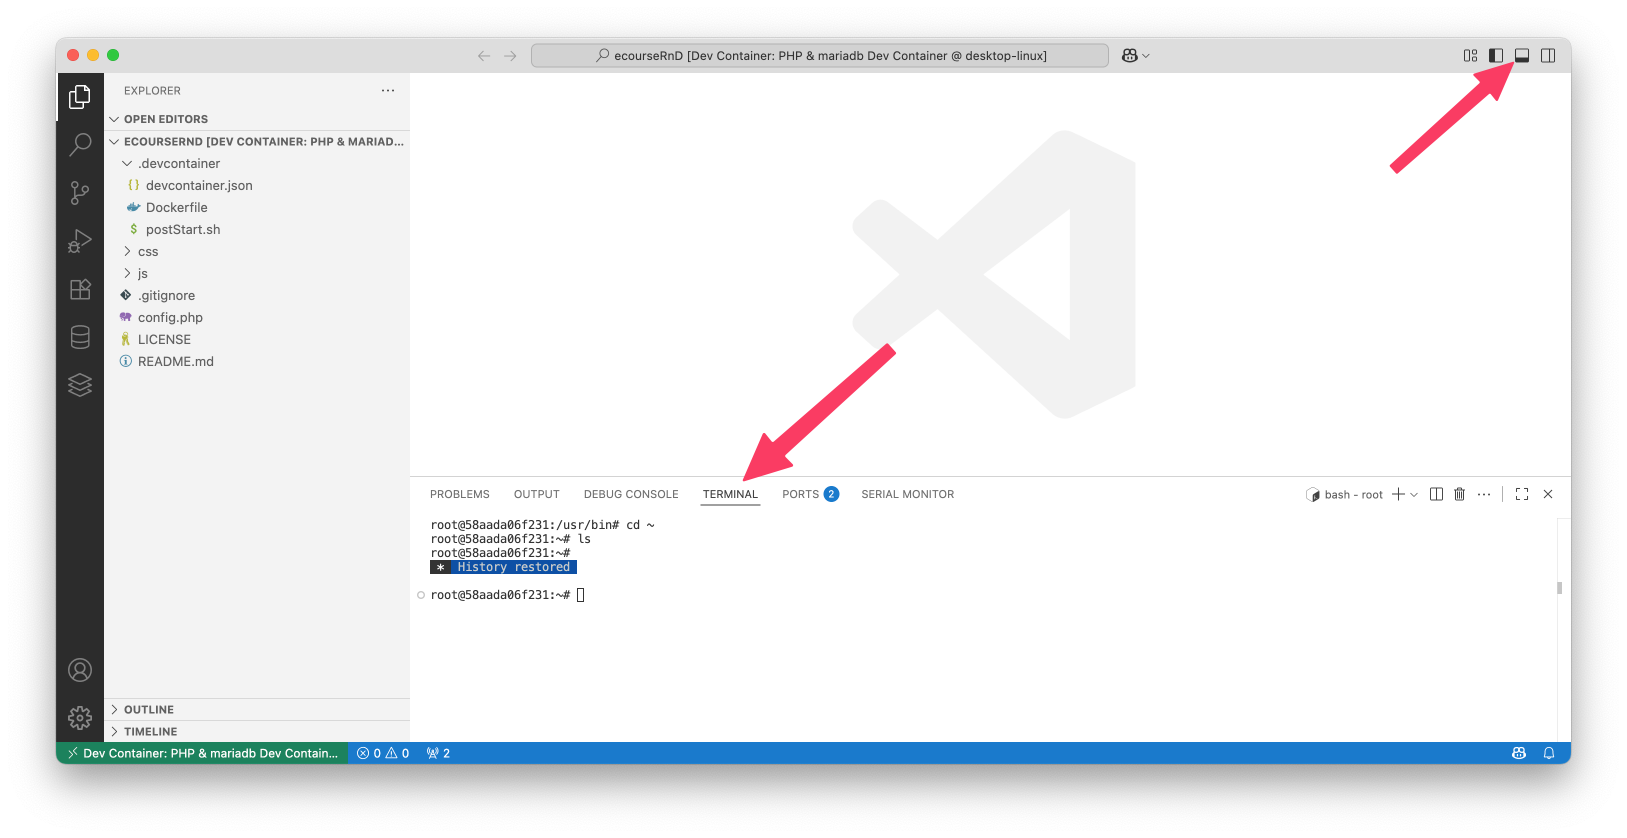 ecourseRnD [Dev Container: PHP & mariadb Dev Container @ desktop-linux]
EXPLORER
OPEN EDITORS
ECOURSERND [DEV CONTAINER: PHP & MARIAD...
.devcontainer
{} devcontainer.json
Dockerfile
$ postStart.sh
css
js
.gitignore
config.php
LICENSE
README.md
OUTLINE
TIMELINE
PROBLEMS OUTPUT DEBUG CONSOLE TERMINAL PORTS 2 SERIAL MONITOR
bash - root
root@58aada06f231:/usr/bin# cd ~
root@58aada06f231:~# ls
root@58aada06f231:~#
* History restored
root@58aada06f231:~#
Dev Container: PHP & mariadb Dev Contain... 0 0 2